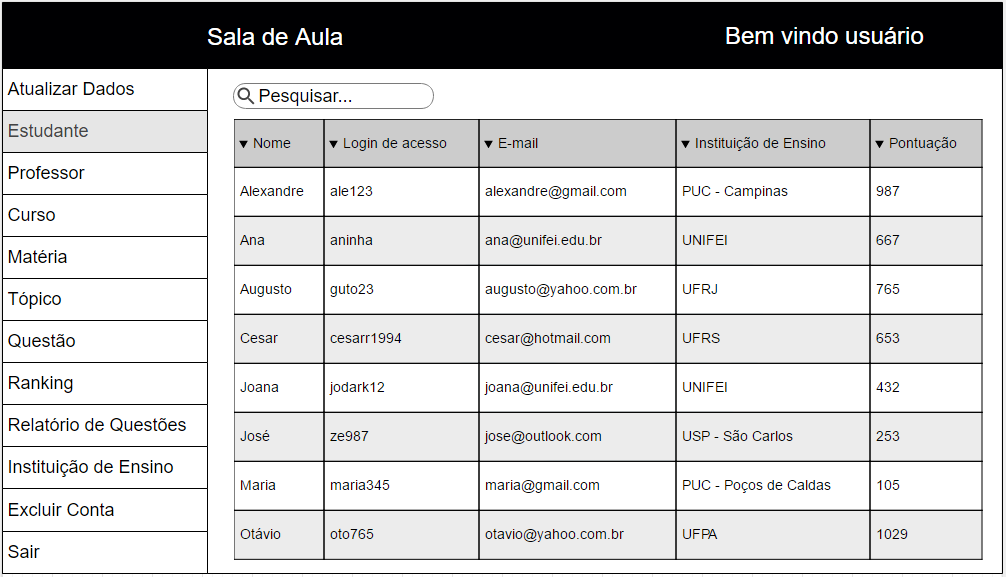 Sala de Aula Bem vindo usuário
Atualizar Dados
Estudante
Professor
Curso
Matéria
Tópico
Questão
Ranking
Relatório de Questões
Instituição de Ensino
Excluir Conta
Sair
Pesquisar...
Nome Login de acesso E-mail Instituição de Ensino Pontuação
Alexandre ale123 alexandre@gmail.com PUC - Campinas 987
Ana aninha ana@unifei.edu.br UNIFEI 667
Augusto guto23 augusto@yahoo.com.br UFRJ 765
Cesar cesarr1994 cesar@hotmail.com UFRS 653
Joana jodark12 joana@unifei.edu.br UNIFEI 432
José ze987 jose@outlook.com USP - São Carlos 253
Maria maria345 maria@gmail.com PUC - Poços de Caldas 105
Otávio oto765 otavio@yahoo.com.br UFPA 1029